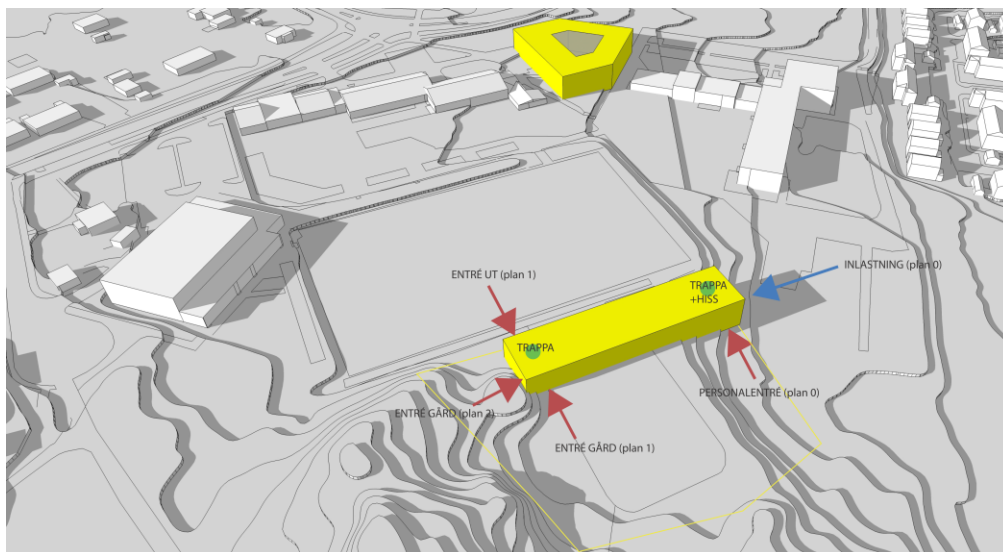 INLASTNING (plan 0)
ENTRÉ UT (plan 1)
TRAPPA
+HISS
TRAPPA
PERSONALENTRÉ (plan 0)
ENTRÉ GÅRD (plan 2)
ENTRÉ GÅRD (plan 1)